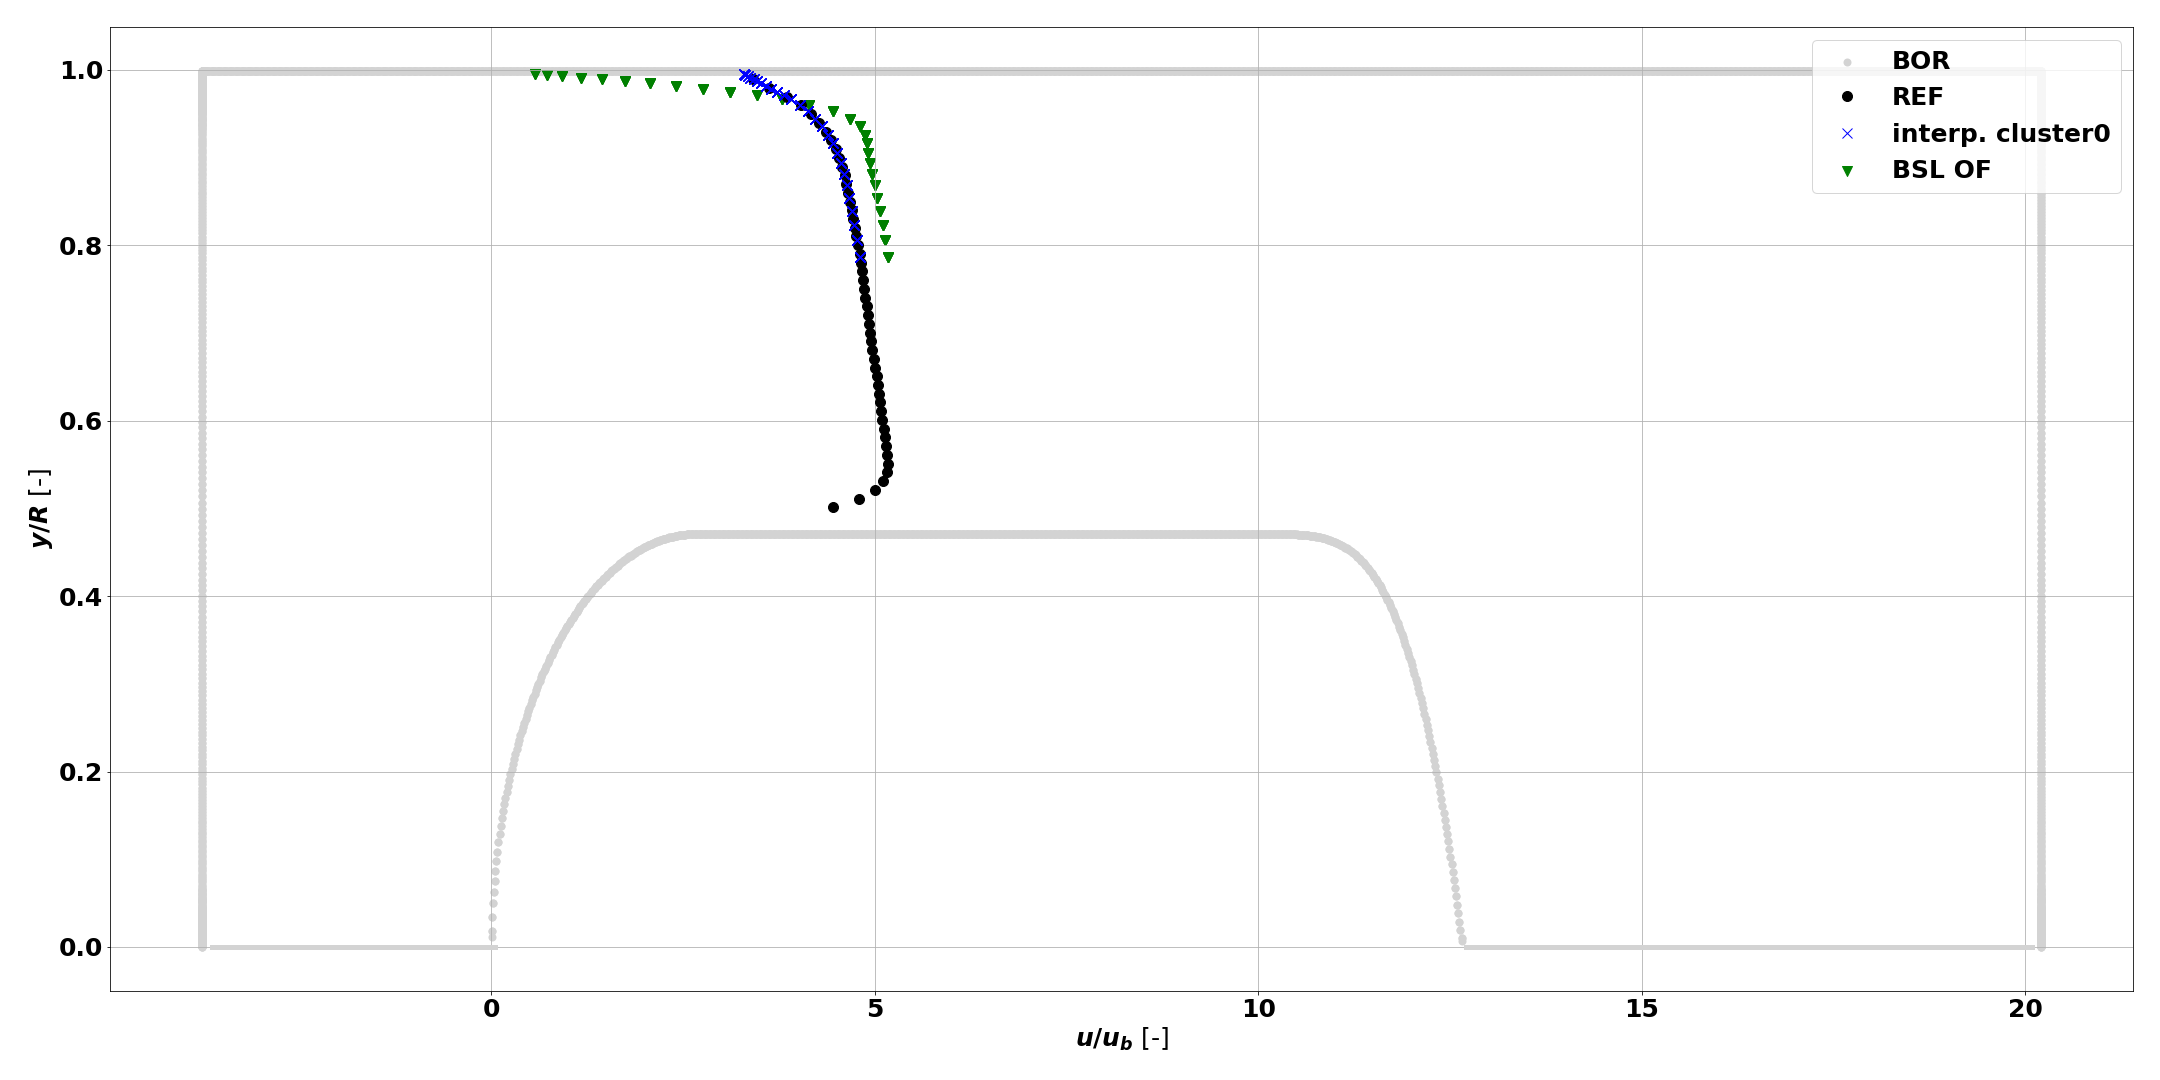 1.0
0.8
0.6
0.4
0.2
0.0
y/R [-]
0 5 10 15 20
u/u_b [-]
BOR
REF
interp. cluster0
BSL OF